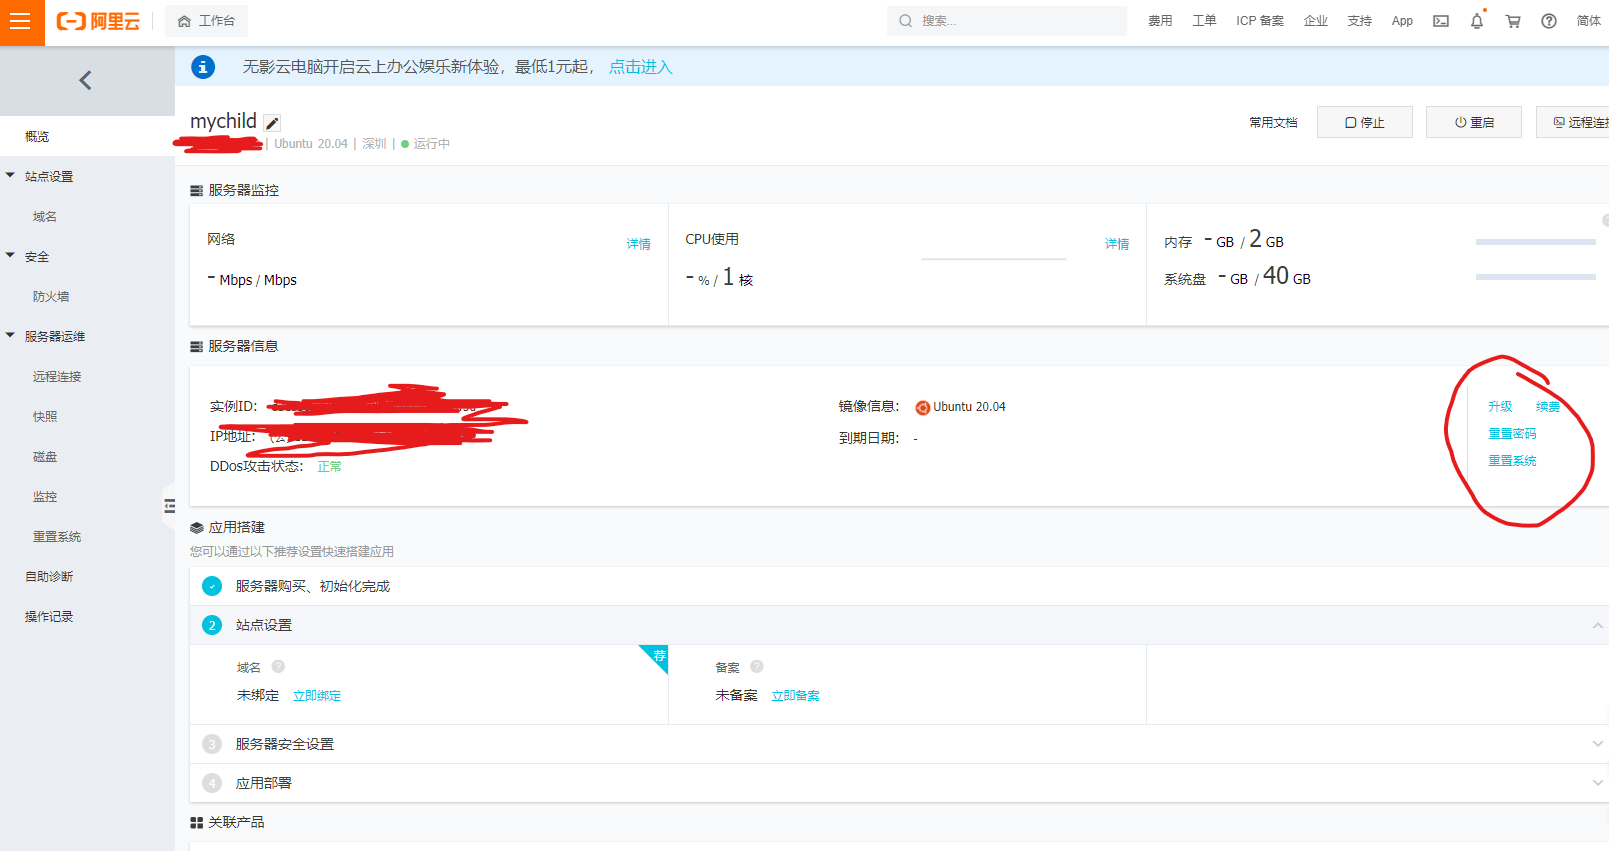 阿里云 工作台 搜索... 费用 工单 ICP 备案 企业 支持 App 简体
无影云电脑开启云上办公娱乐新体验，最低1元起， 点击进入
mychild 常用文档 停止 重启 远程连接
Ubuntu 20.04 | 深圳 | 运行中
概览
站点设置
域名
安全
防火墙
服务器运维
远程连接
快照
磁盘
监控
重置系统
自助诊断
操作记录
服务器监控
网络 详情
- Mbps / Mbps
CPU使用 详情
- % / 1 核
内存 - GB / 2 GB
系统盘 - GB / 40 GB
服务器信息
实例ID：
IP地址：
DDos攻击状态： 正常
镜像信息： Ubuntu 20.04
到期日期： -
升级 续费
重置密码
重置系统
应用搭建
您可以通过以下推荐设置快速搭建应用
服务器购买、初始化完成
2 站点设置
域名 ? 荐
未绑定 立即绑定
备案 ?
未备案 立即备案
3 服务器安全设置
4 应用部署
关联产品